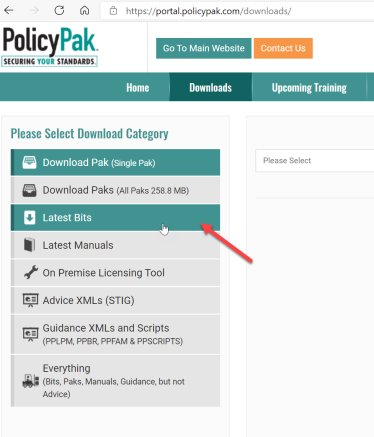 https://portal.policypak.com/downloads/
PolicyPak
SECURING YOUR STANDARDS.
Go To Main Website
Contact Us
Home
Downloads
Upcoming Training
Please Select Download Category
Download Pak (Single Pak)
Download Paks (All Paks 258.8 MB)
Latest Bits
Latest Manuals
On Premise Licensing Tool
Advice XMLs (STIG)
Guidance XMLs and Scripts
(PPLPM, PPBR, PPFAM & PPSCRIPTS)
Everything
(Bits, Paks, Manuals, Guidance, but not
Advice)
Please Select